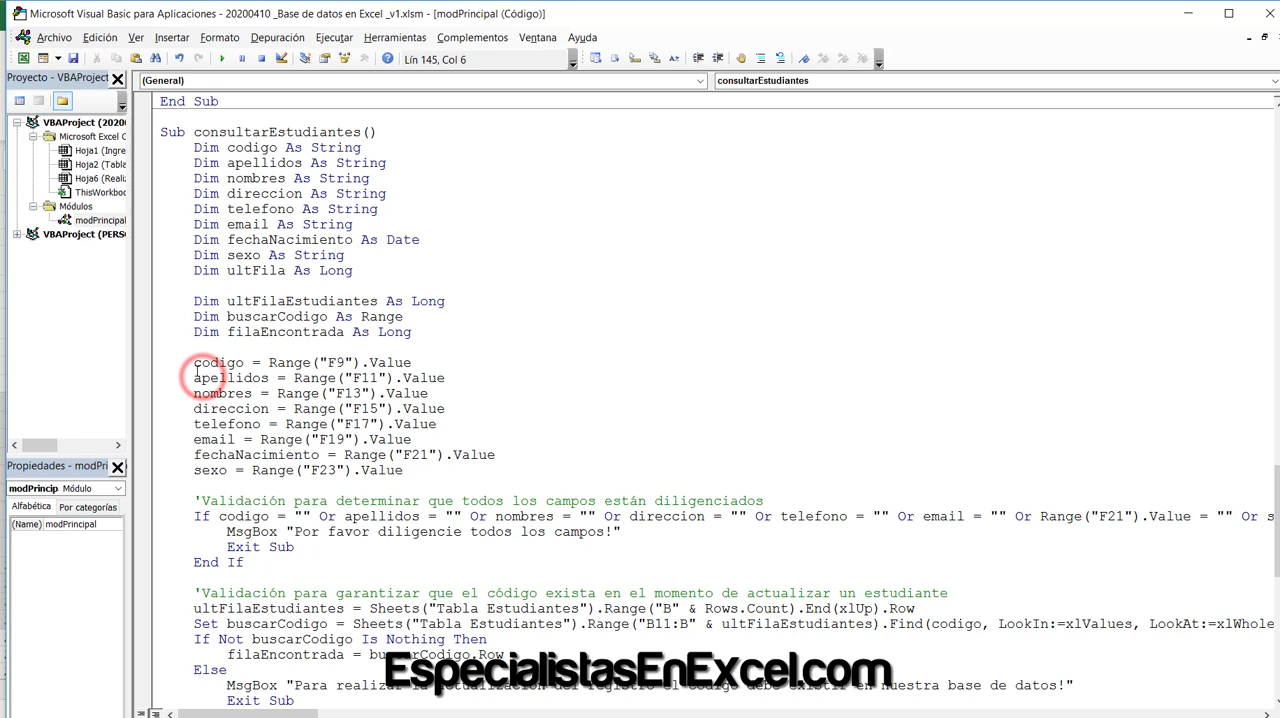 Microsoft Visual Basic para Aplicaciones - 20200410 _Base de datos en Excel _v1.xlsm - [modPrincipal (Código)]
Archivo Edición Ver Insertar Formato Depuración Ejecutar Herramientas Complementos Ventana Ayuda
Lín 145, Col 6
Proyecto - VBAProject
(General)
consultarEstudiantes
VBAProject (2020
Microsoft Excel O
Hoja1 (Ingre
Hoja2 (Tabla
Hoja6 (Realiz
ThisWorkboo
Módulos
modPrincipal
VBAProject (PERS
Propiedades - modPri
modPrincip Módulo
Alfabética Por categorías
(Name) modPrincipal
End Sub
Sub consultarEstudiantes()
Dim codigo As String
Dim apellidos As String
Dim nombres As String
Dim direccion As String
Dim telefono As String
Dim email As String
Dim fechaNacimiento As Date
Dim sexo As String
Dim ultFila As Long
Dim ultFilaEstudiantes As Long
Dim buscarCodigo As Range
Dim filaEncontrada As Long
codigo = Range("F9").Value
apellidos = Range("F11").Value
nombres = Range("F13").Value
direccion = Range("F15").Value
telefono = Range("F17").Value
email = Range("F19").Value
fechaNacimiento = Range("F21").Value
sexo = Range("F23").Value
'Validación para determinar que todos los campos están diligenciados
If codigo = "" Or apellidos = "" Or nombres = "" Or direccion = "" Or telefono = "" Or email = "" Or Range("F21").Value = "" Or s
MsgBox "Por favor diligencie todos los campos!"
Exit Sub
End If
'Validación para garantizar que el código exista en el momento de actualizar un estudiante
ultFilaEstudiantes = Sheets("Tabla Estudiantes").Range("B" & Rows.Count).End(xlUp).Row
Set buscarCodigo = Sheets("Tabla Estudiantes").Range("B11:B" & ultFilaEstudiantes).Find(codigo, LookIn:=xlValues, LookAt:=xlWhole
If Not buscarCodigo Is Nothing Then
filaEncontrada = buscarCodigo.Row
Else
MsgBox "Para realizar la actualización del registro el código debe existir en nuestra base de datos!"
Exit Sub
EspecialistasEnExcel.com